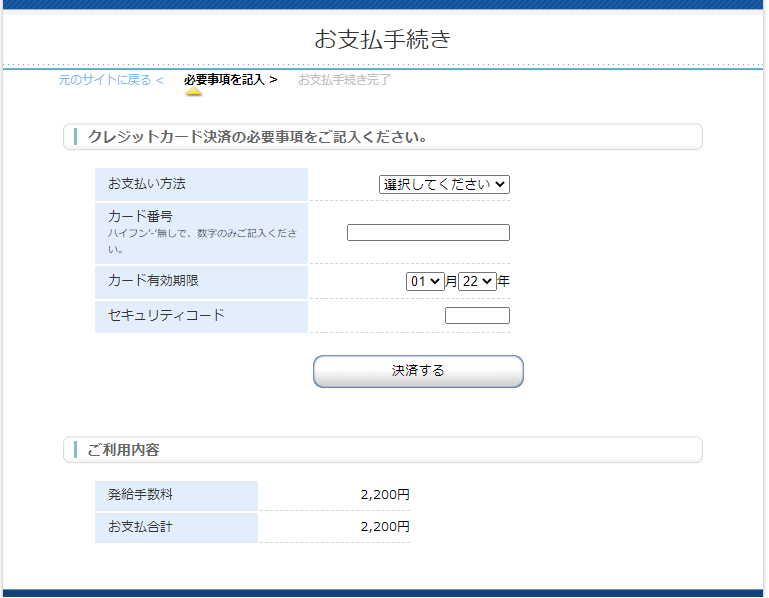 お支払手続き
元のサイトに戻る < 必要事項を記入 > お支払手続き完了
クレジットカード決済の必要事項をご記入ください。
お支払い方法 選択してください
カード番号
ハイフン'-'無しで、数字のみご記入くださ
い。
カード有効期限 01 月 22 年
セキュリティコード
決済する
ご利用内容
発給手数料 2,200円
お支払合計 2,200円